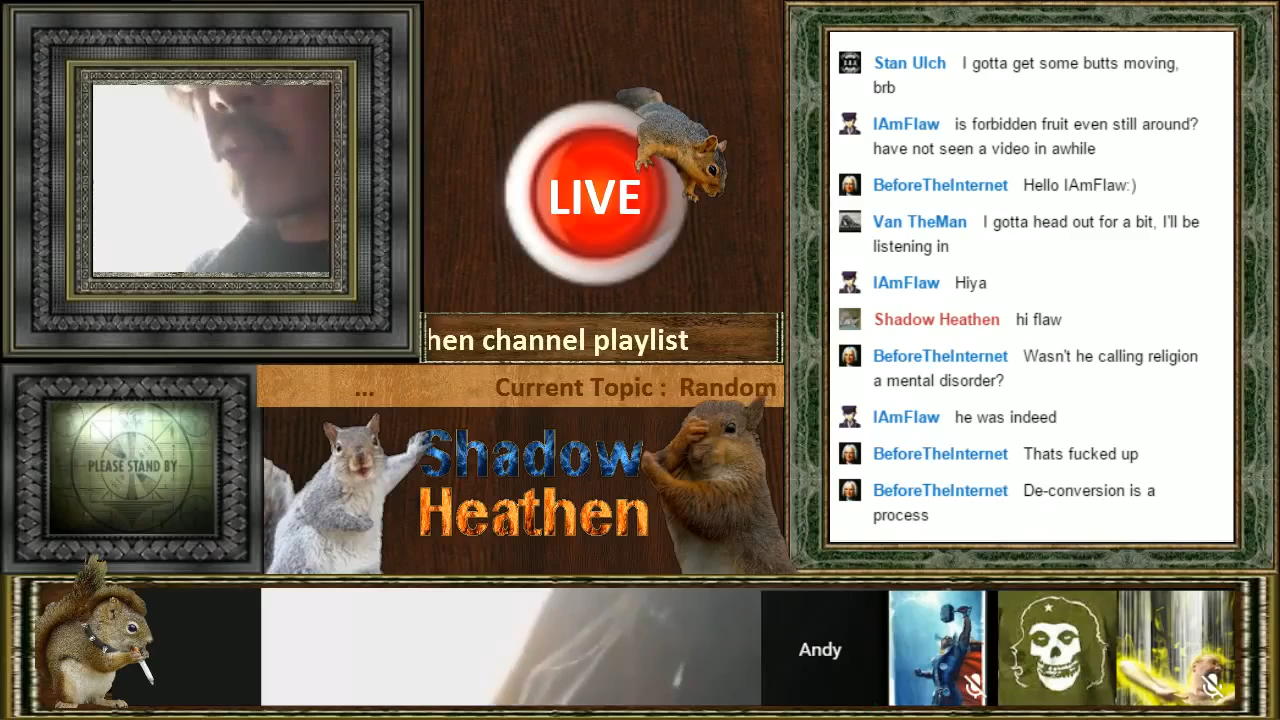 LIVE
hen channel playlist
... Current Topic : Random
PLEASE STAND BY
Shadow
Heathen
Stan Ulch I gotta get some butts moving,
brb
IAmFlaw is forbidden fruit even still around?
have not seen a video in awhile
BeforeTheInternet Hello IAmFlaw:)
Van TheMan I gotta head out for a bit, I'll be
listening in
IAmFlaw Hiya
Shadow Heathen hi flaw
BeforeTheInternet Wasn't he calling religion
a mental disorder?
IAmFlaw he was indeed
BeforeTheInternet Thats fucked up
BeforeTheInternet De-conversion is a
process
Andy